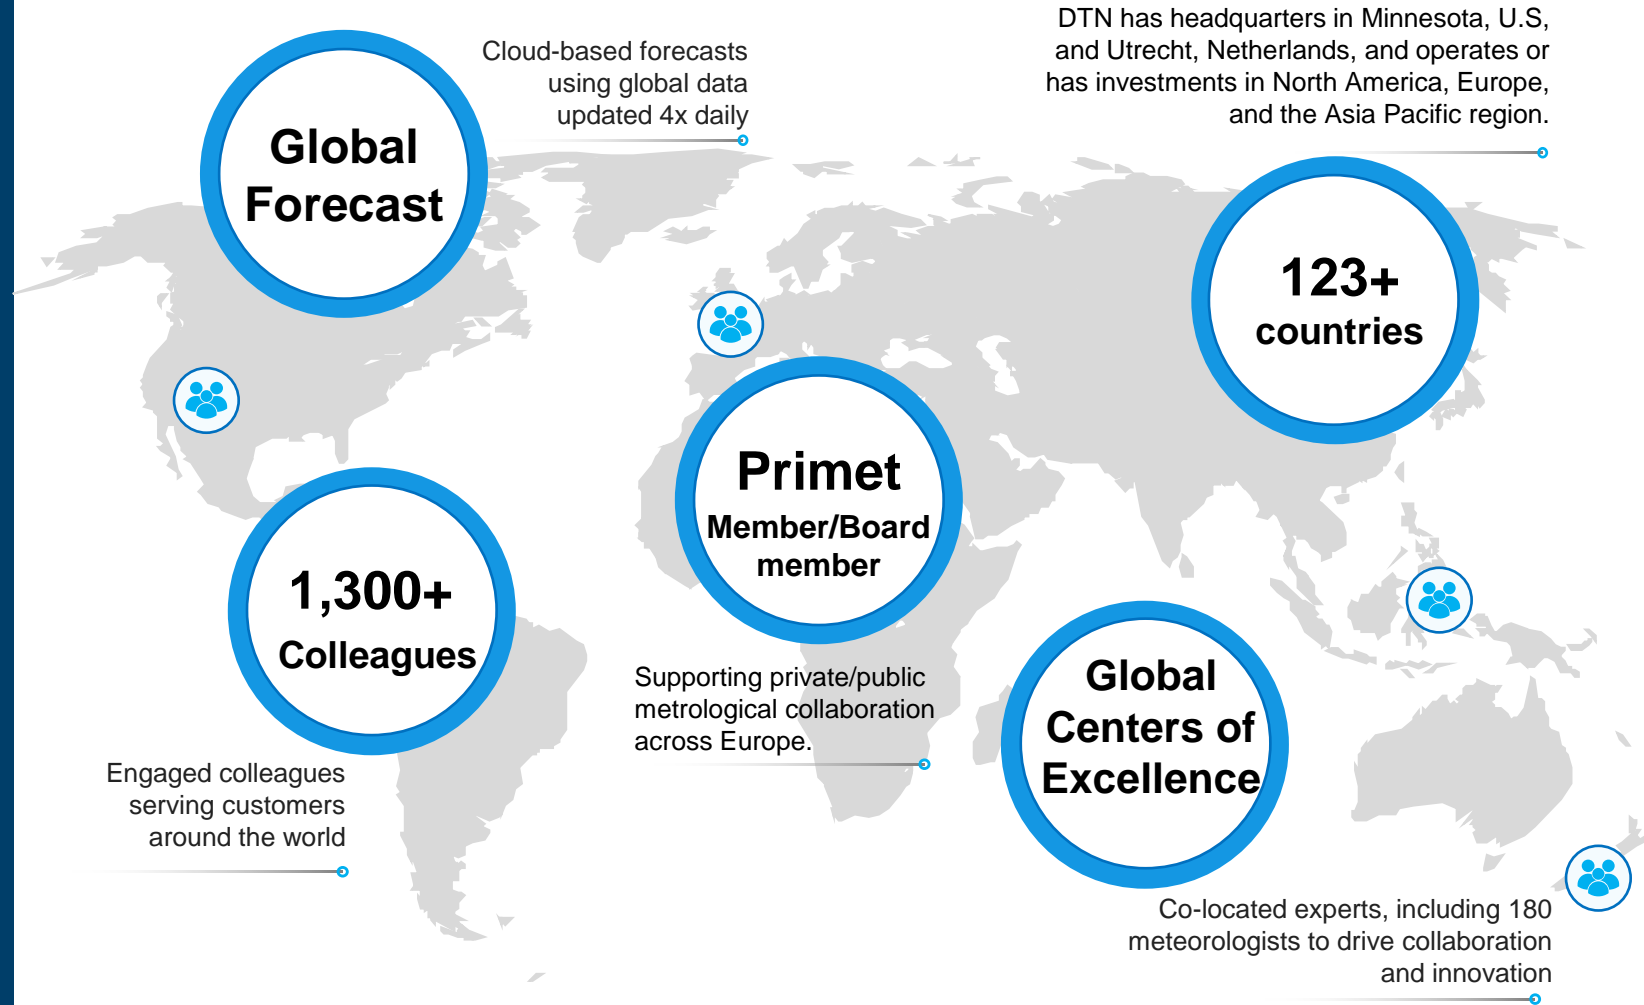 Cloud-based forecasts
using global data
updated 4x daily
DTN has headquarters in Minnesota, U.S,
and Utrecht, Netherlands, and operates or
has investments in North America, Europe,
and the Asia Pacific region.
Global
Forecast
123+
countries
Primet
Member/Board
member
1,300+
Colleagues
Supporting private/public
metrological collaboration
across Europe.
Global
Centers of
Excellence
Engaged colleagues
serving customers
around the world
Co-located experts, including 180
meteorologists to drive collaboration
and innovation